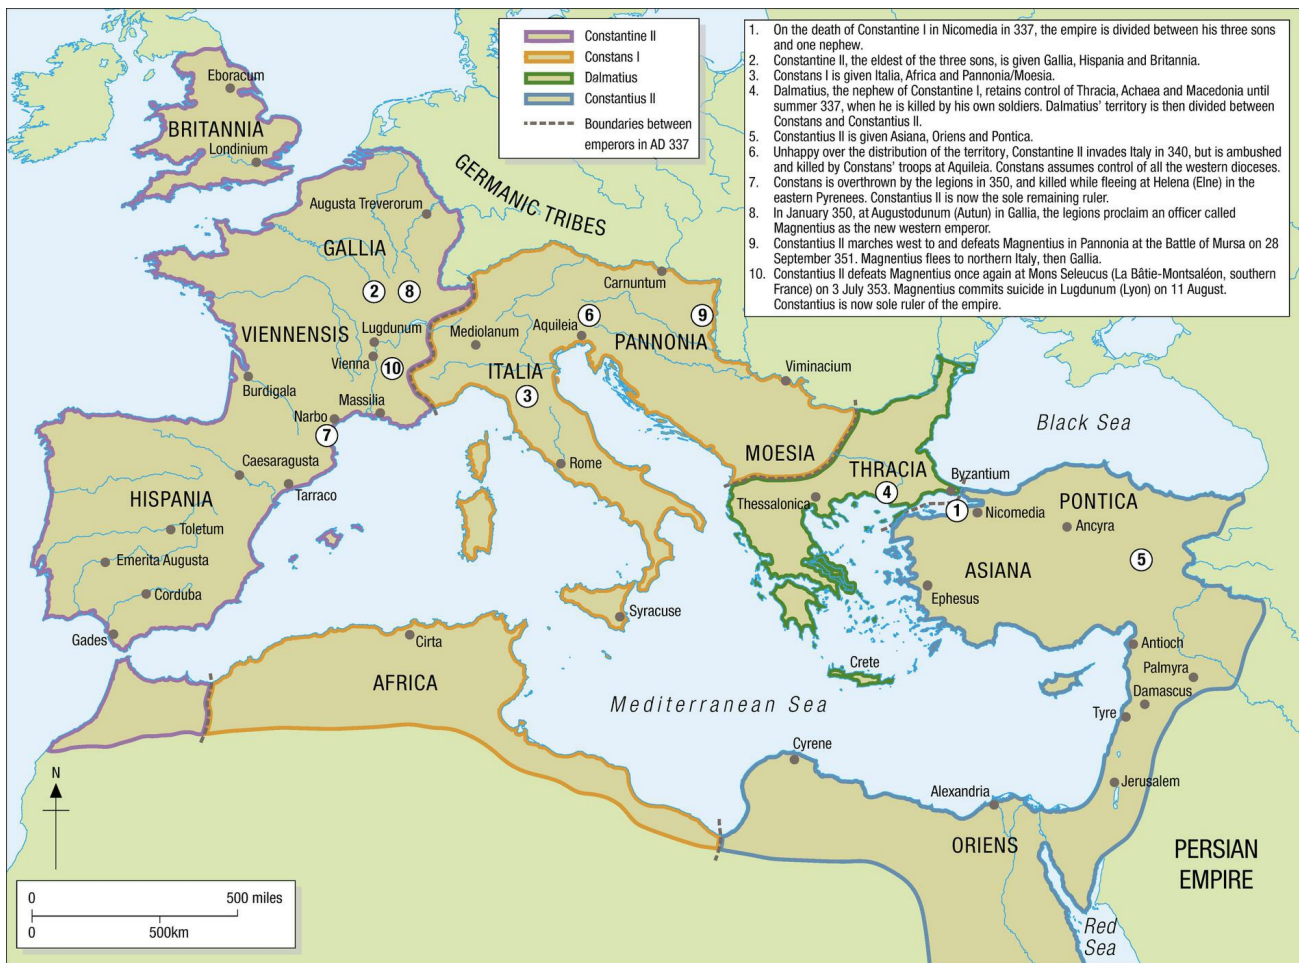 Constantine II
Constans I
Dalmatius
Constantius II
Boundaries between
emperors in AD 337
1. On the death of Constantine I in Nicomedia in 337, the empire is divided between his three sons
and one nephew.
2. Constantine II, the eldest of the three sons, is given Gallia, Hispania and Britannia.
3. Constans I is given Italia, Africa and Pannonia/Moesia.
4. Dalmatius, the nephew of Constantine I, retains control of Thracia, Achaea and Macedonia until
summer 337, when he is killed by his own soldiers. Dalmatius' territory is then divided between
Constans and Constantius II.
5. Constantius II is given Asiana, Oriens and Pontica.
6. Unhappy over the distribution of the territory, Constantine II invades Italy in 340, but is ambushed
and killed by Constans' troops at Aquileia. Constans assumes control of all the western dioceses.
7. Constans is overthrown by the legions in 350, and killed while fleeing at Helena (Elne) in the
eastern Pyrenees. Constantius II is now the sole remaining ruler.
8. In January 350, at Augustodunum (Autun) in Gallia, the legions proclaim an officer called
Magnentius as the new western emperor.
9. Constantius II marches west to and defeats Magnentius in Pannonia at the Battle of Mursa on 28
September 351. Magnentius flees to northern Italy, then Gallia.
10. Constantius II defeats Magnentius once again at Mons Seleucus (La Bâtie-Montsaléon, southern
France) on 3 July 353. Magnentius commits suicide in Lugdunum (Lyon) on 11 August.
Constantius is now sole ruler of the empire.
Eboracum
BRITANNIA
Londinium
GERMANIC TRIBES
Augusta Treverorum
GALLIA
2
8
Carnuntum
9
6
VIENNENSIS
Lugdunum
Mediolanum
Aquileia
PANNONIA
Vienna
10
ITALIA
3
Viminacium
Burdigala
Massilia
Narbo
7
Black Sea
MOESIA
THRACIA
4
Byzantium
Caesaragusta
Rome
HISPANIA
Tarraco
Thessalonica
1
Nicomedia
PONTICA
Ancyra
Toletum
Emerita Augusta
ASIANA
5
Corduba
Ephesus
Syracuse
Gades
Cirta
Antioch
Crete
Palmyra
AFRICA
Damascus
Mediterranean Sea
Tyre
Cyrene
N
Jerusalem
Alexandria
ORIENS
PERSIAN
EMPIRE
0
500 miles
0
500km
Red
Sea